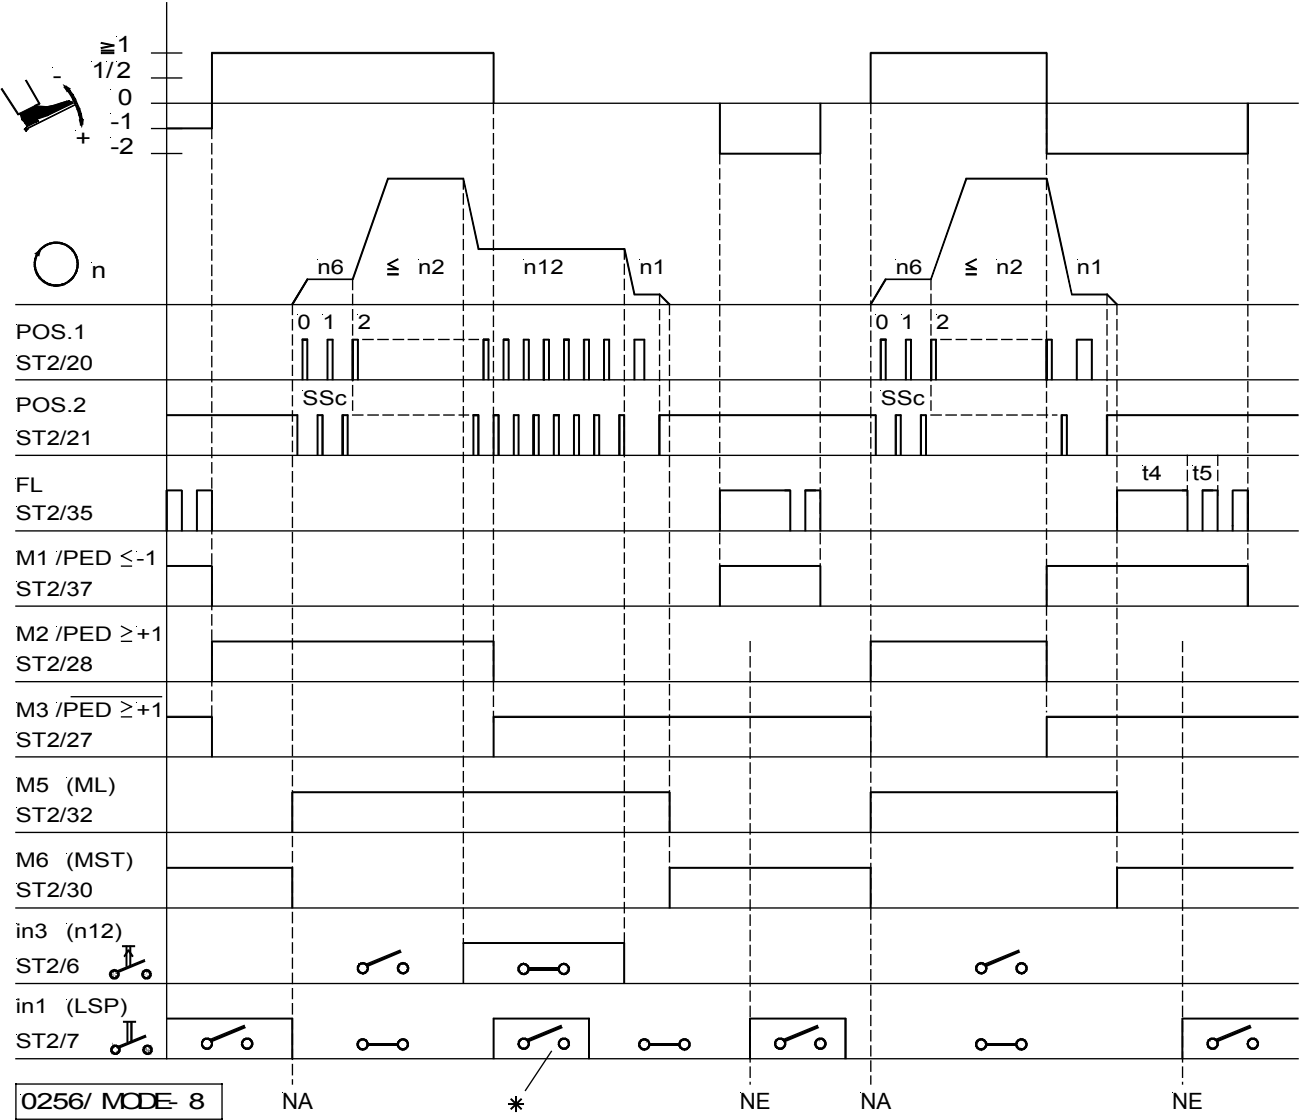 ≧1
1/2
0
-1
-2
- 
+
n
n6 ≦ n2 n12 n1 n6 ≦ n2 n1
0 1 2 0 1 2
POS.1
ST2/20
SSc SSc
POS.2
ST2/21
t4 t5
FL
ST2/35
M1 /PED ≤-1
ST2/37
M2 /PED ≥+1
ST2/28
M3 /PED ≥+1
ST2/27
M5 (ML)
ST2/32
M6 (MST)
ST2/30
in3 (n12)
ST2/6
in1 (LSP)
ST2/7
0256/ MODE- 8 NA * NE NA NE